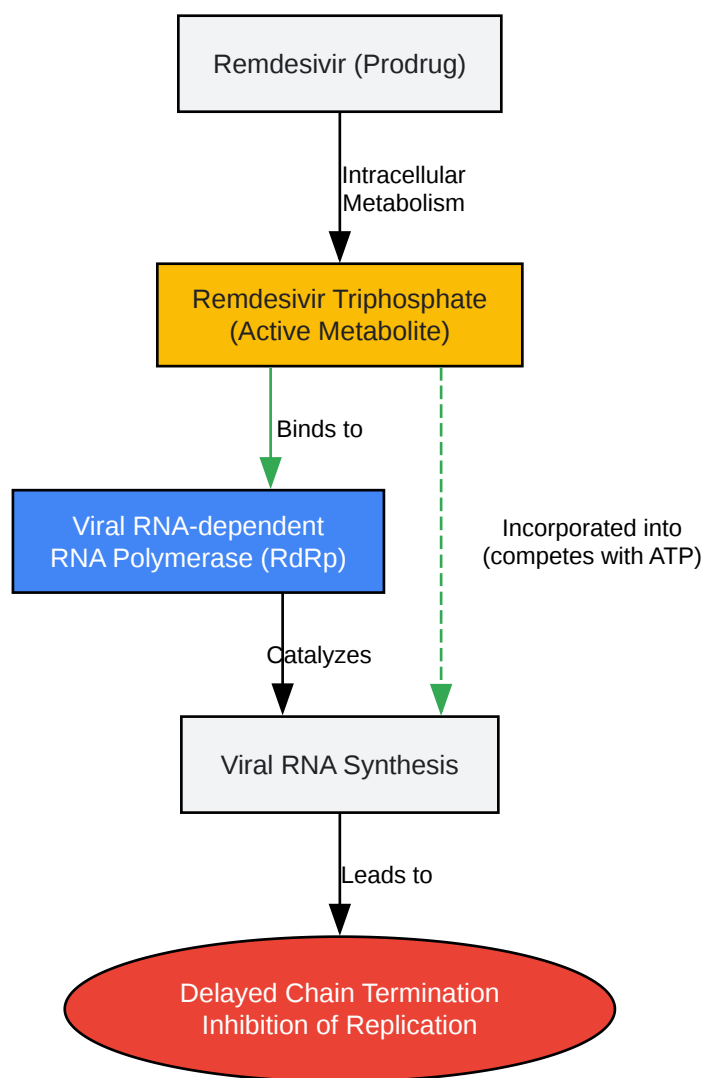 Remdesivir (Prodrug)
Intracellular
Metabolism
Remdesivir Triphosphate
(Active Metabolite)
Binds to
Viral RNA-dependent
RNA Polymerase (RdRp)
Incorporated into
(competes with ATP)
Catalyzes
Viral RNA Synthesis
Leads to
Delayed Chain Termination
Inhibition of Replication